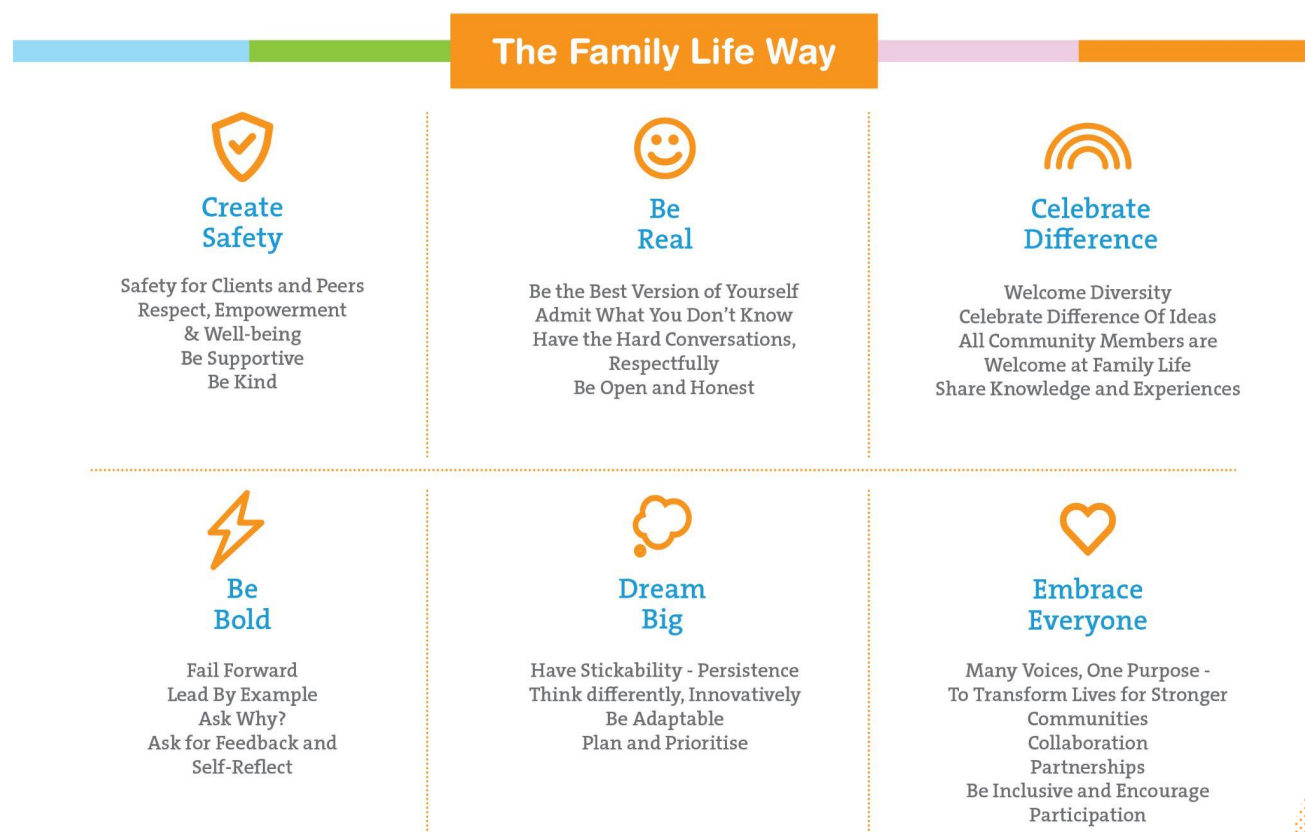 The Family Life Way
Create
Safety
Safety for Clients and Peers
Respect, Empowerment
& Well-being
Be Supportive
Be Kind
Be
Real
Be the Best Version of Yourself
Admit What You Don't Know
Have the Hard Conversations,
Respectfully
Be Open and Honest
Celebrate
Difference
Welcome Diversity
Celebrate Difference Of Ideas
All Community Members are
Welcome at Family Life
Share Knowledge and Experiences
Be
Bold
Fail Forward
Lead By Example
Ask Why?
Ask for Feedback and
Self-Reflect
Dream
Big
Have Stickability - Persistence
Think differently, Innovatively
Be Adaptable
Plan and Prioritise
Embrace
Everyone
Many Voices, One Purpose -
To Transform Lives for Stronger
Communities
Collaboration
Partnerships
Be Inclusive and Encourage
Participation